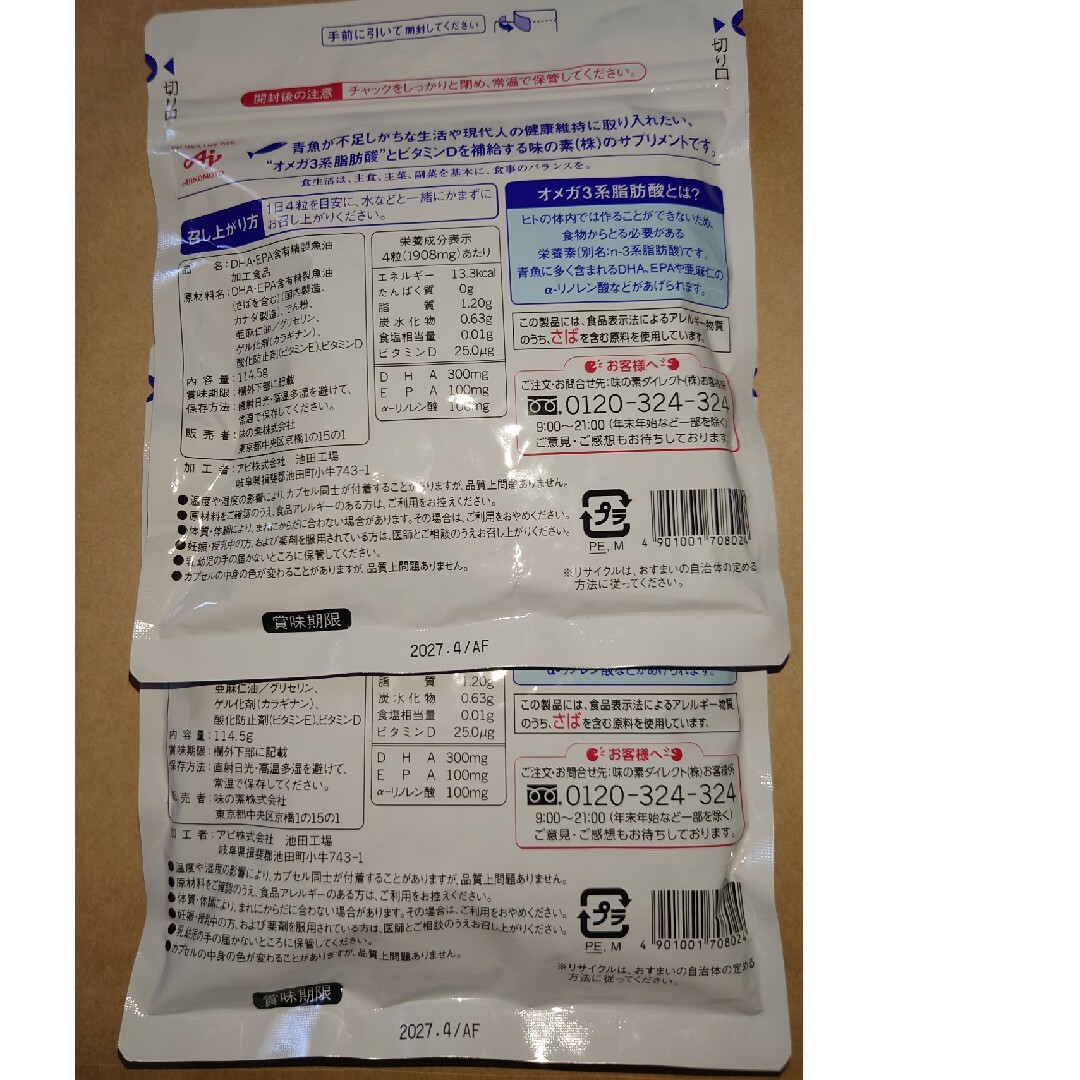 手前に引いて開封してください
切り口
切り口
開封後の注意 チャックをしっかりと閉め、常温で保管してください。
Eat Well, Live Well.
AJINOMOTO
青魚が不足しがちな生活や現代人の健康維持に取り入れたい、
“オメガ3系脂肪酸”とビタミンDを補給する味の素(株)のサプリメントです。
食生活は、主食、主菜、副菜を基本に、食事のバランスを。
召し上がり方
1日4粒を目安に、水などと一緒にかまずに
お召し上がりください。
名:DHA・EPA含有精製魚油
加工食品
原材料名:DHA・EPA含有精製魚油
(さばを含む)(国内製造、
カナダ製造)、でん粉、
亜麻仁油/グリセリン、
ゲル化剤(カラギナン)、
酸化防止剤(ビタミンE)、ビタミンD
内容量:114.5g
賞味期限:欄外下部に記載
保存方法:直射日光・高温多湿を避けて、
常温で保存してください。
販売者:味の素株式会社
東京都中央区京橋1の15の1
加工者:アピ株式会社 池田工場
岐阜県揖斐郡池田町小牛743-1
栄養成分表示
4粒(1908mg)あたり
エネルギー 13.3kcal
たんぱく質 0g
脂質 1.20g
炭水化物 0.63g
食塩相当量 0.01g
ビタミンD 25.0μg
DHA 300mg
EPA 100mg
α-リノレン酸 100mg
オメガ3系脂肪酸とは?
ヒトの体内では作ることができないため、
食物からとる必要がある
栄養素(別名:n-3系脂肪酸)です。
青魚に多く含まれるDHA、EPAや亜麻仁の
α-リノレン酸などがあげられます。
この製品には、食品表示法によるアレルギー物質
のうち、さばを含む原料を使用しています。
お客様へ
ご注文・お問合せ先:味の素ダイレクト(株)お客様係
0120-324-324
9:00〜21:00(年末年始など一部を除く)
ご意見・ご感想もお待ちしております。
●温度や湿度の影響により、カプセル同士が付着することがありますが、品質上問題ありません。
●原材料をご確認のうえ、食品アレルギーのある方は、ご利用をお控えください。
●体質・体調により、まれにからだに合わない場合があります。その場合は、ご利用をおやめください。
●妊娠・授乳中の方、および薬剤を服用されている方は、医師とご相談のうえお召し上がりください。
●乳幼児の手の届かないところに保管してください。
●カプセルの中身の色が変わることがありますが、品質上問題ありません。
プラ
PE, M
4 901001 708024
※リサイクルは、おすまいの自治体の定める
方法に従ってください。
賞味期限
2027.4/AF
亜麻仁油/グリセリン、
ゲル化剤(カラギナン)、
酸化防止剤(ビタミンE)、ビタミンD
内容量:114.5g
賞味期限:欄外下部に記載
保存方法:直射日光・高温多湿を避けて、
常温で保存してください。
販売者:味の素株式会社
東京都中央区京橋1の15の1
加工者:アピ株式会社 池田工場
岐阜県揖斐郡池田町小牛743-1
脂質 1.20g
炭水化物 0.63g
食塩相当量 0.01g
ビタミンD 25.0μg
DHA 300mg
EPA 100mg
α-リノレン酸 100mg
α-リノレン酸などがあげられます。
この製品には、食品表示法によるアレルギー物質
のうち、さばを含む原料を使用しています。
お客様へ
ご注文・お問合せ先:味の素ダイレクト(株)お客様係
0120-324-324
9:00〜21:00(年末年始など一部を除く)
ご意見・ご感想もお待ちしております。
●温度や湿度の影響により、カプセル同士が付着することがありますが、品質上問題ありません。
●原材料をご確認のうえ、食品アレルギーのある方は、ご利用をお控えください。
●体質・体調により、まれにからだに合わない場合があります。その場合は、ご利用をおやめください。
●妊娠・授乳中の方、および薬剤を服用されている方は、医師とご相談のうえお召し上がりください。
●乳幼児の手の届かないところに保管してください。
●カプセルの中身の色が変わることがありますが、品質上問題ありません。
プラ
PE, M
4 901001 708024
※リサイクルは、おすまいの自治体の定める
方法に従ってください。
賞味期限
2027.4/AF